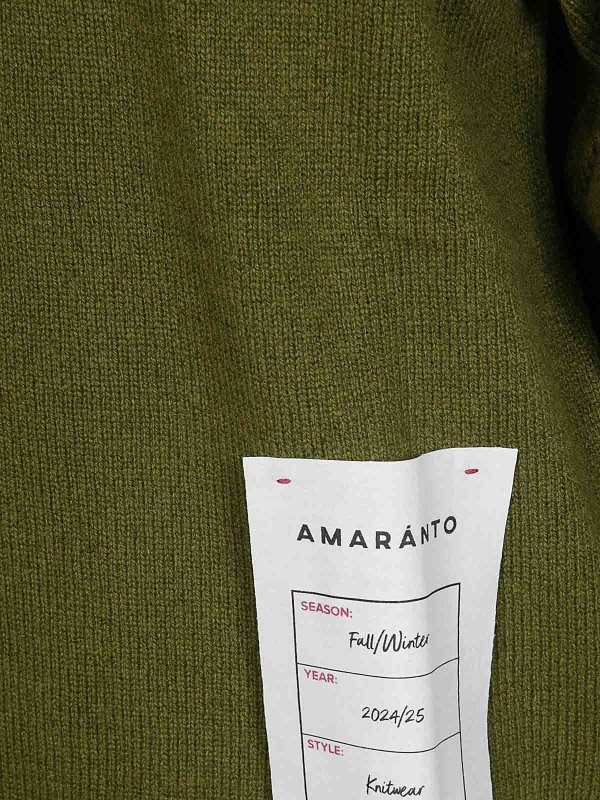 AMARÁNTO
SEASON:
Fall/Winter
YEAR:
2024/25
STYLE:
Knitwear